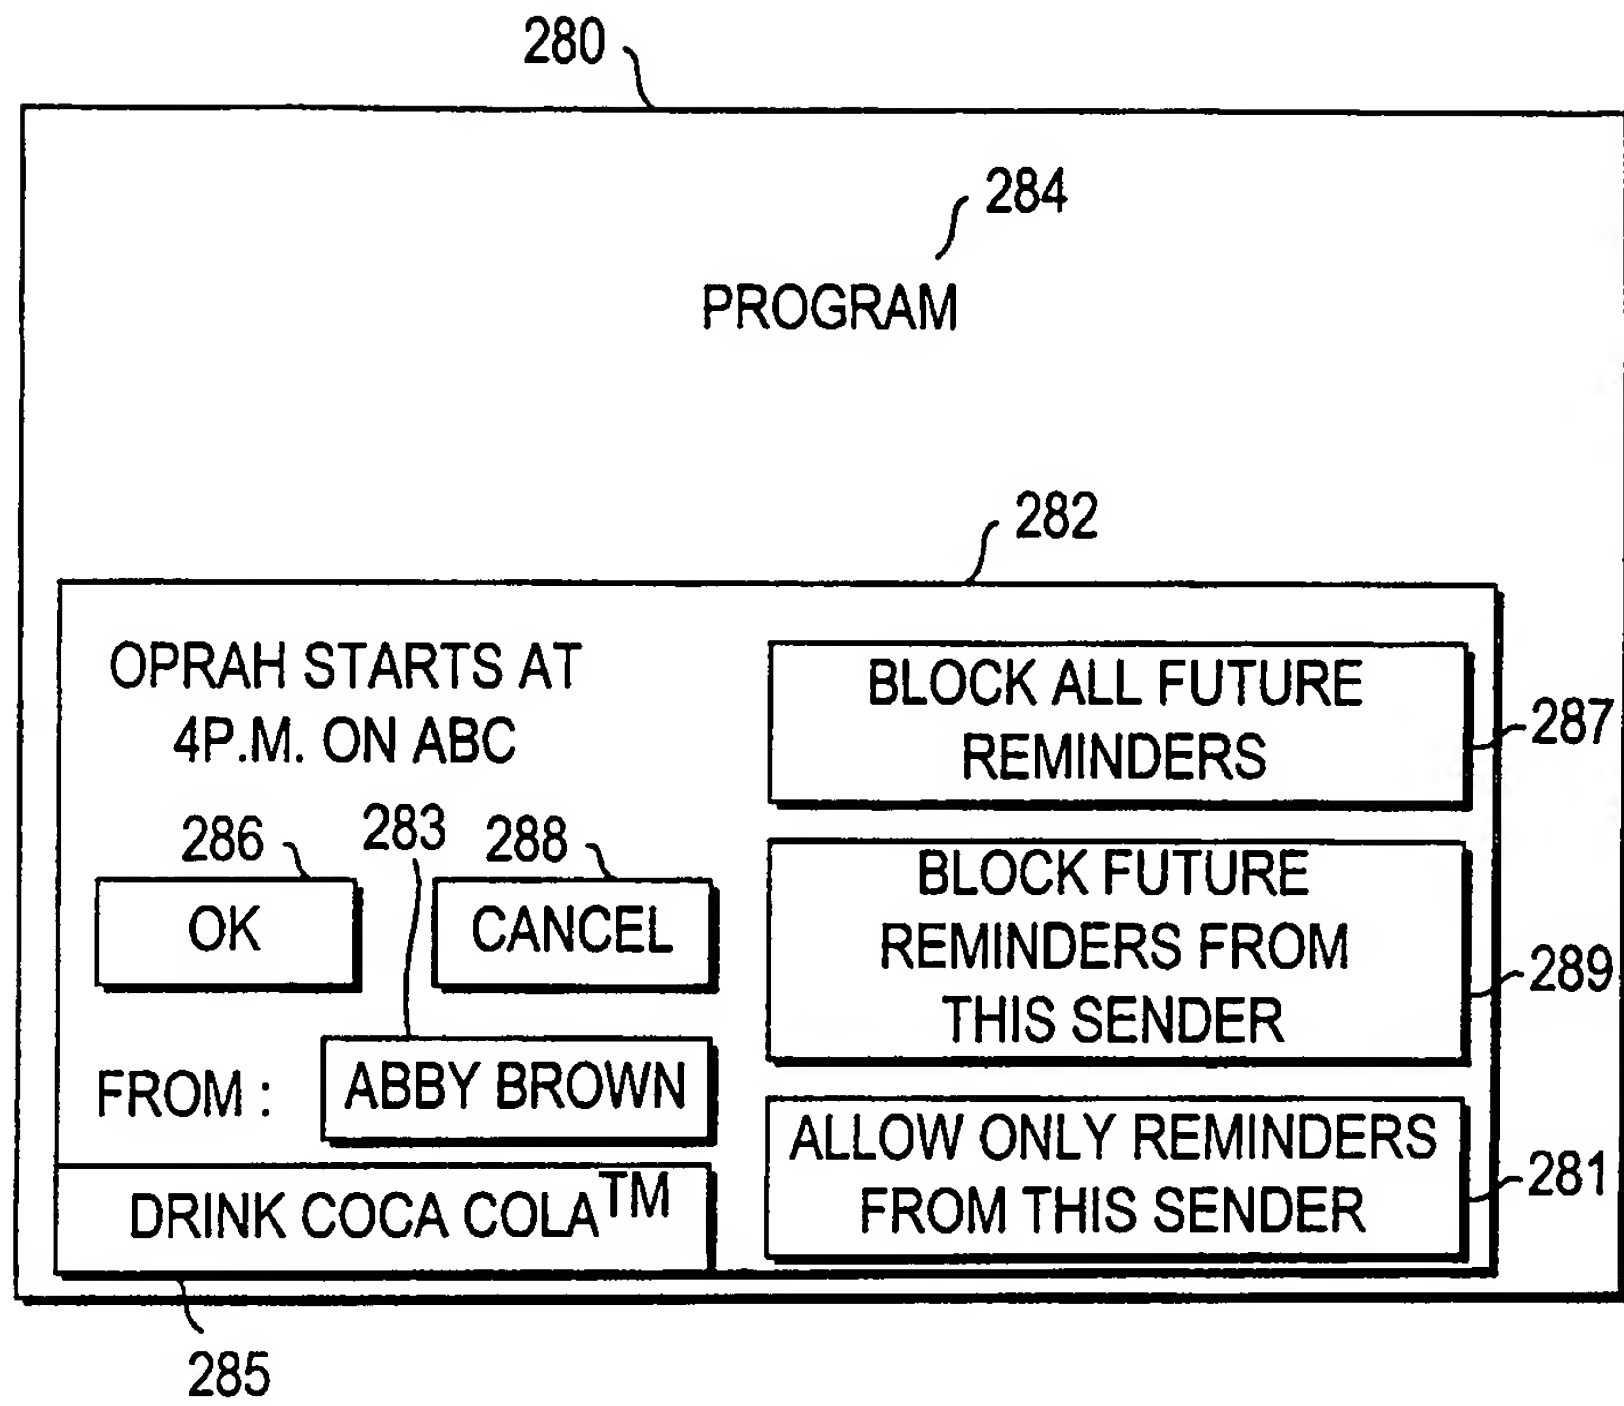 280
284
PROGRAM
282
OPRAH STARTS AT
4P.M. ON ABC
286
283
288
OK
CANCEL
FROM :
ABBY BROWN
DRINK COCA COLA™
285
BLOCK ALL FUTURE
REMINDERS
287
BLOCK FUTURE
REMINDERS FROM
THIS SENDER
289
ALLOW ONLY REMINDERS
FROM THIS SENDER
281